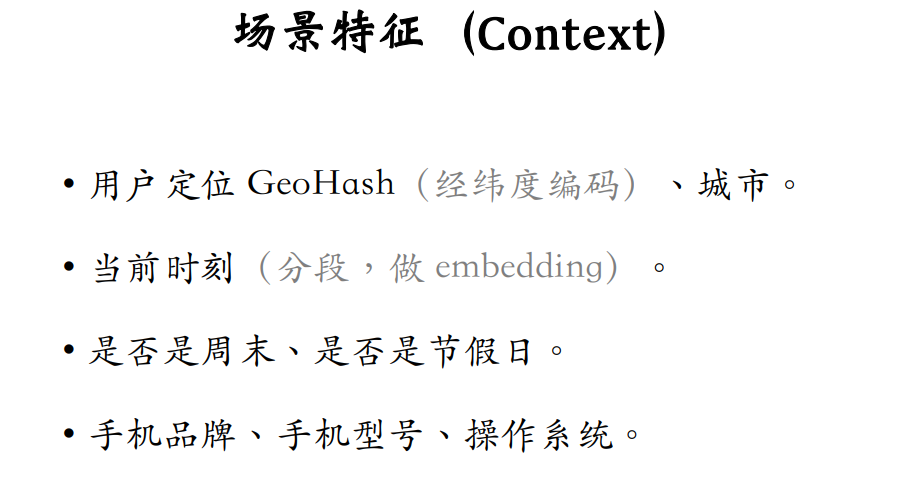 场景特征 (Context)
• 用户定位 GeoHash（经纬度编码）、城市。
• 当前时刻（分段，做 embedding）。
• 是否是周末、是否是节假日。
• 手机品牌、手机型号、操作系统。